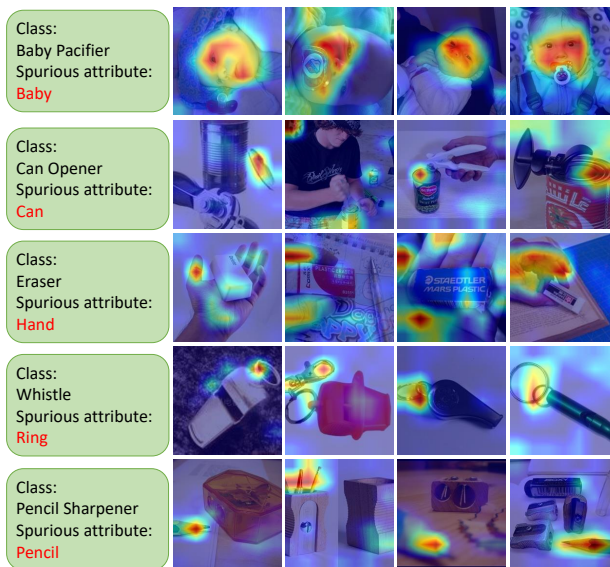 Class:
Baby Pacifier
Spurious attribute:
Baby
Class:
Can Opener
Spurious attribute:
Can
Class:
Eraser
Spurious attribute:
Hand
STAEDTLER
MARS PLASTIC
Class:
Whistle
Spurious attribute:
Ring
Class:
Pencil Sharpener
Spurious attribute:
Pencil